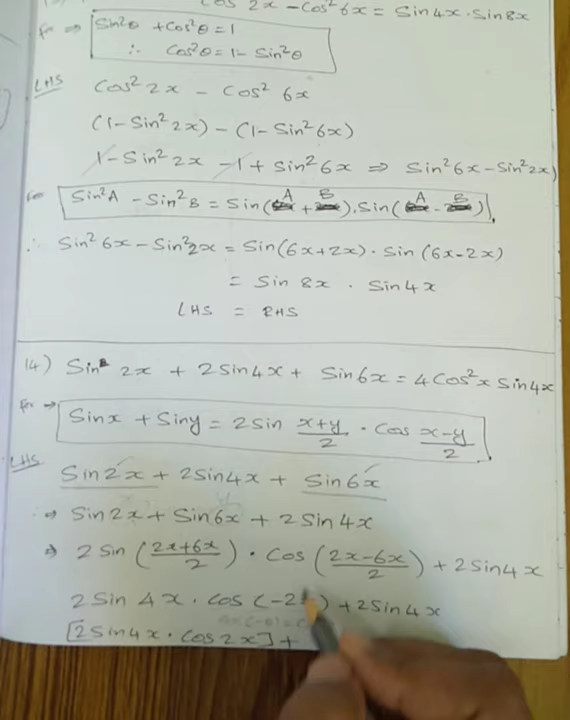 Cos 2x - Cos² 6x = Sin 4x . Sin 8x
For ⇒ Sin²θ + Cos²θ = 1
∴ Cos²θ = 1 - Sin²θ
LHS
Cos² 2x - Cos² 6x
(1 - Sin² 2x) - (1 - Sin² 6x)
1 - Sin² 2x - 1 + Sin² 6x ⇒ Sin² 6x - Sin² 2x)
For Sin²A - Sin²B = Sin(A + B). Sin(A - B)
∴ Sin² 6x - Sin² 2x = Sin(6x + 2x) . Sin (6x - 2x)
= Sin 8x . Sin 4x
LHS = RHS
14) Sin 2x + 2 Sin 4x + Sin 6x = 4 Cos² x Sin 4x
For ⇒ Sin x + Sin y = 2 Sin x+y/2 . Cos x-y/2
LHS
Sin 2x + 2 Sin 4x + Sin 6x
∴ ⇒ Sin 2x + Sin 6x + 2 Sin 4x
⇒ 2 Sin (2x+6x/2) . Cos (2x-6x/2) + 2 Sin 4x
2 Sin 4x . Cos (-2 ) + 2 Sin 4x
[2 Sin 4x . Cos 2x] +